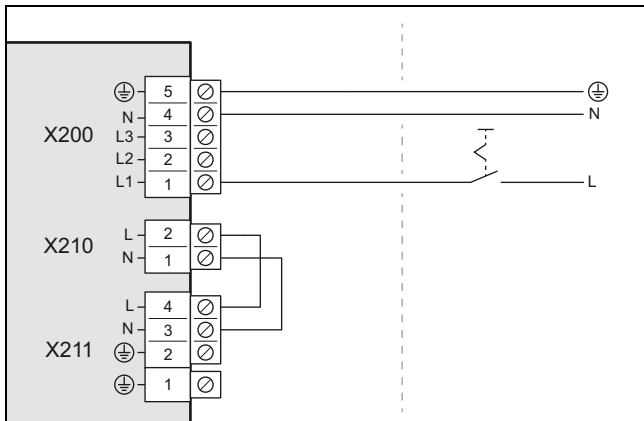 ⏚ 5 ⏚
N 4 N
X200 L3 3
L2 2
L1 1 L
L 2
X210 N 1
L 4
N 3
X211 ⏚ 2
⏚ 1